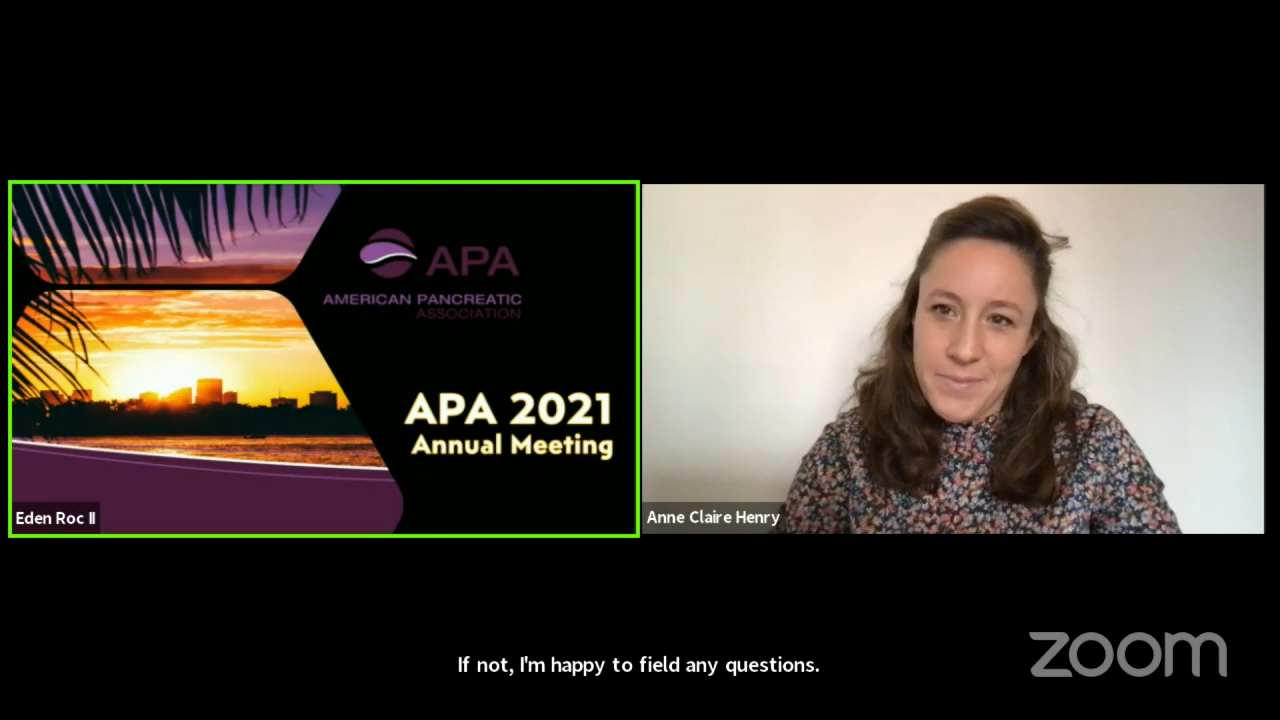 APA
AMERICAN PANCREATIC
ASSOCIATION
APA 2021
Annual Meeting
Eden Roc II
Anne Claire Henry
If not, I'm happy to field any questions.
zoom